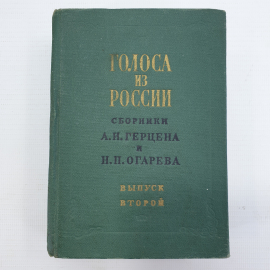 ГОЛОСА
ИЗ
РОССИИ
СБОРНИКИ
А.И.ГЕРЦЕНА
И
Н.П.ОГАРЕВА
ВЫПУСК
ВТОРОЙ